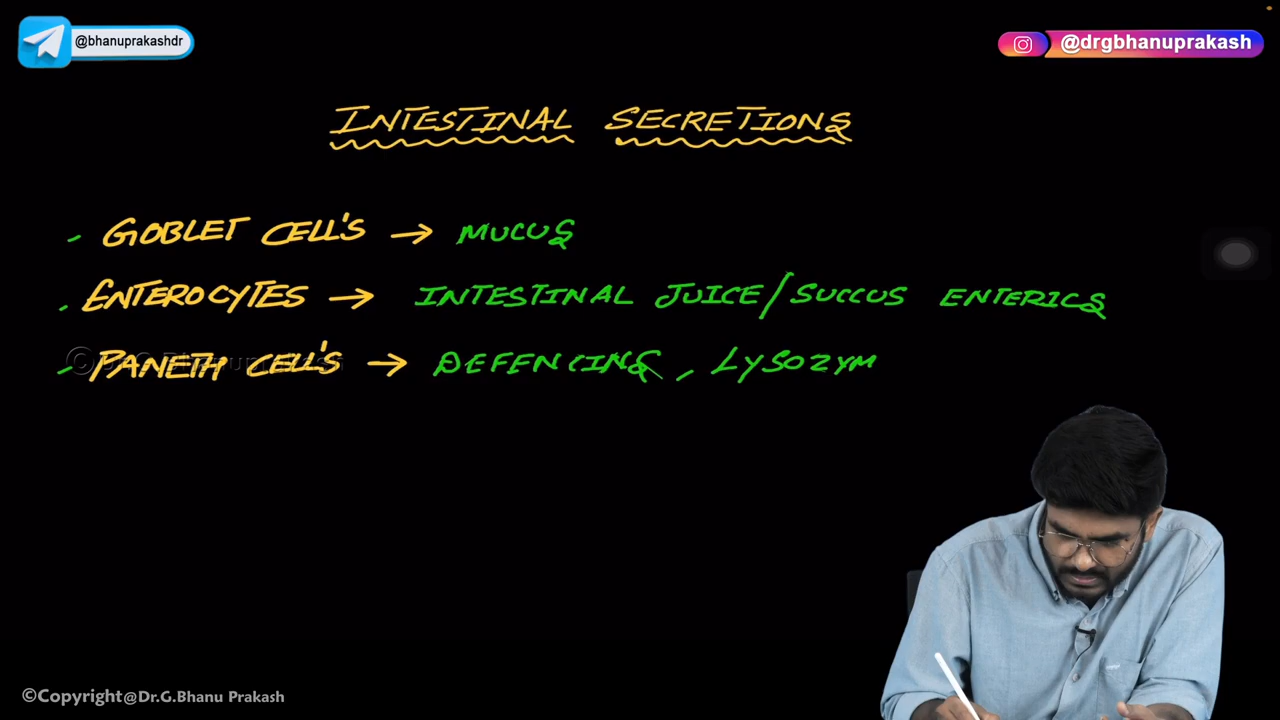 @bhanuprakashdr
@drgbhanuprakash
INTESTINAL SECRETIONS
GOBLET CELL'S → MUCUS
ENTEROCYTES → INTESTINAL JUICE/SUCCUS ENTERICS
PANETH CELL'S → DEFENCINS, LYSOZYM
©Copyright@Dr.G.Bhanu Prakash